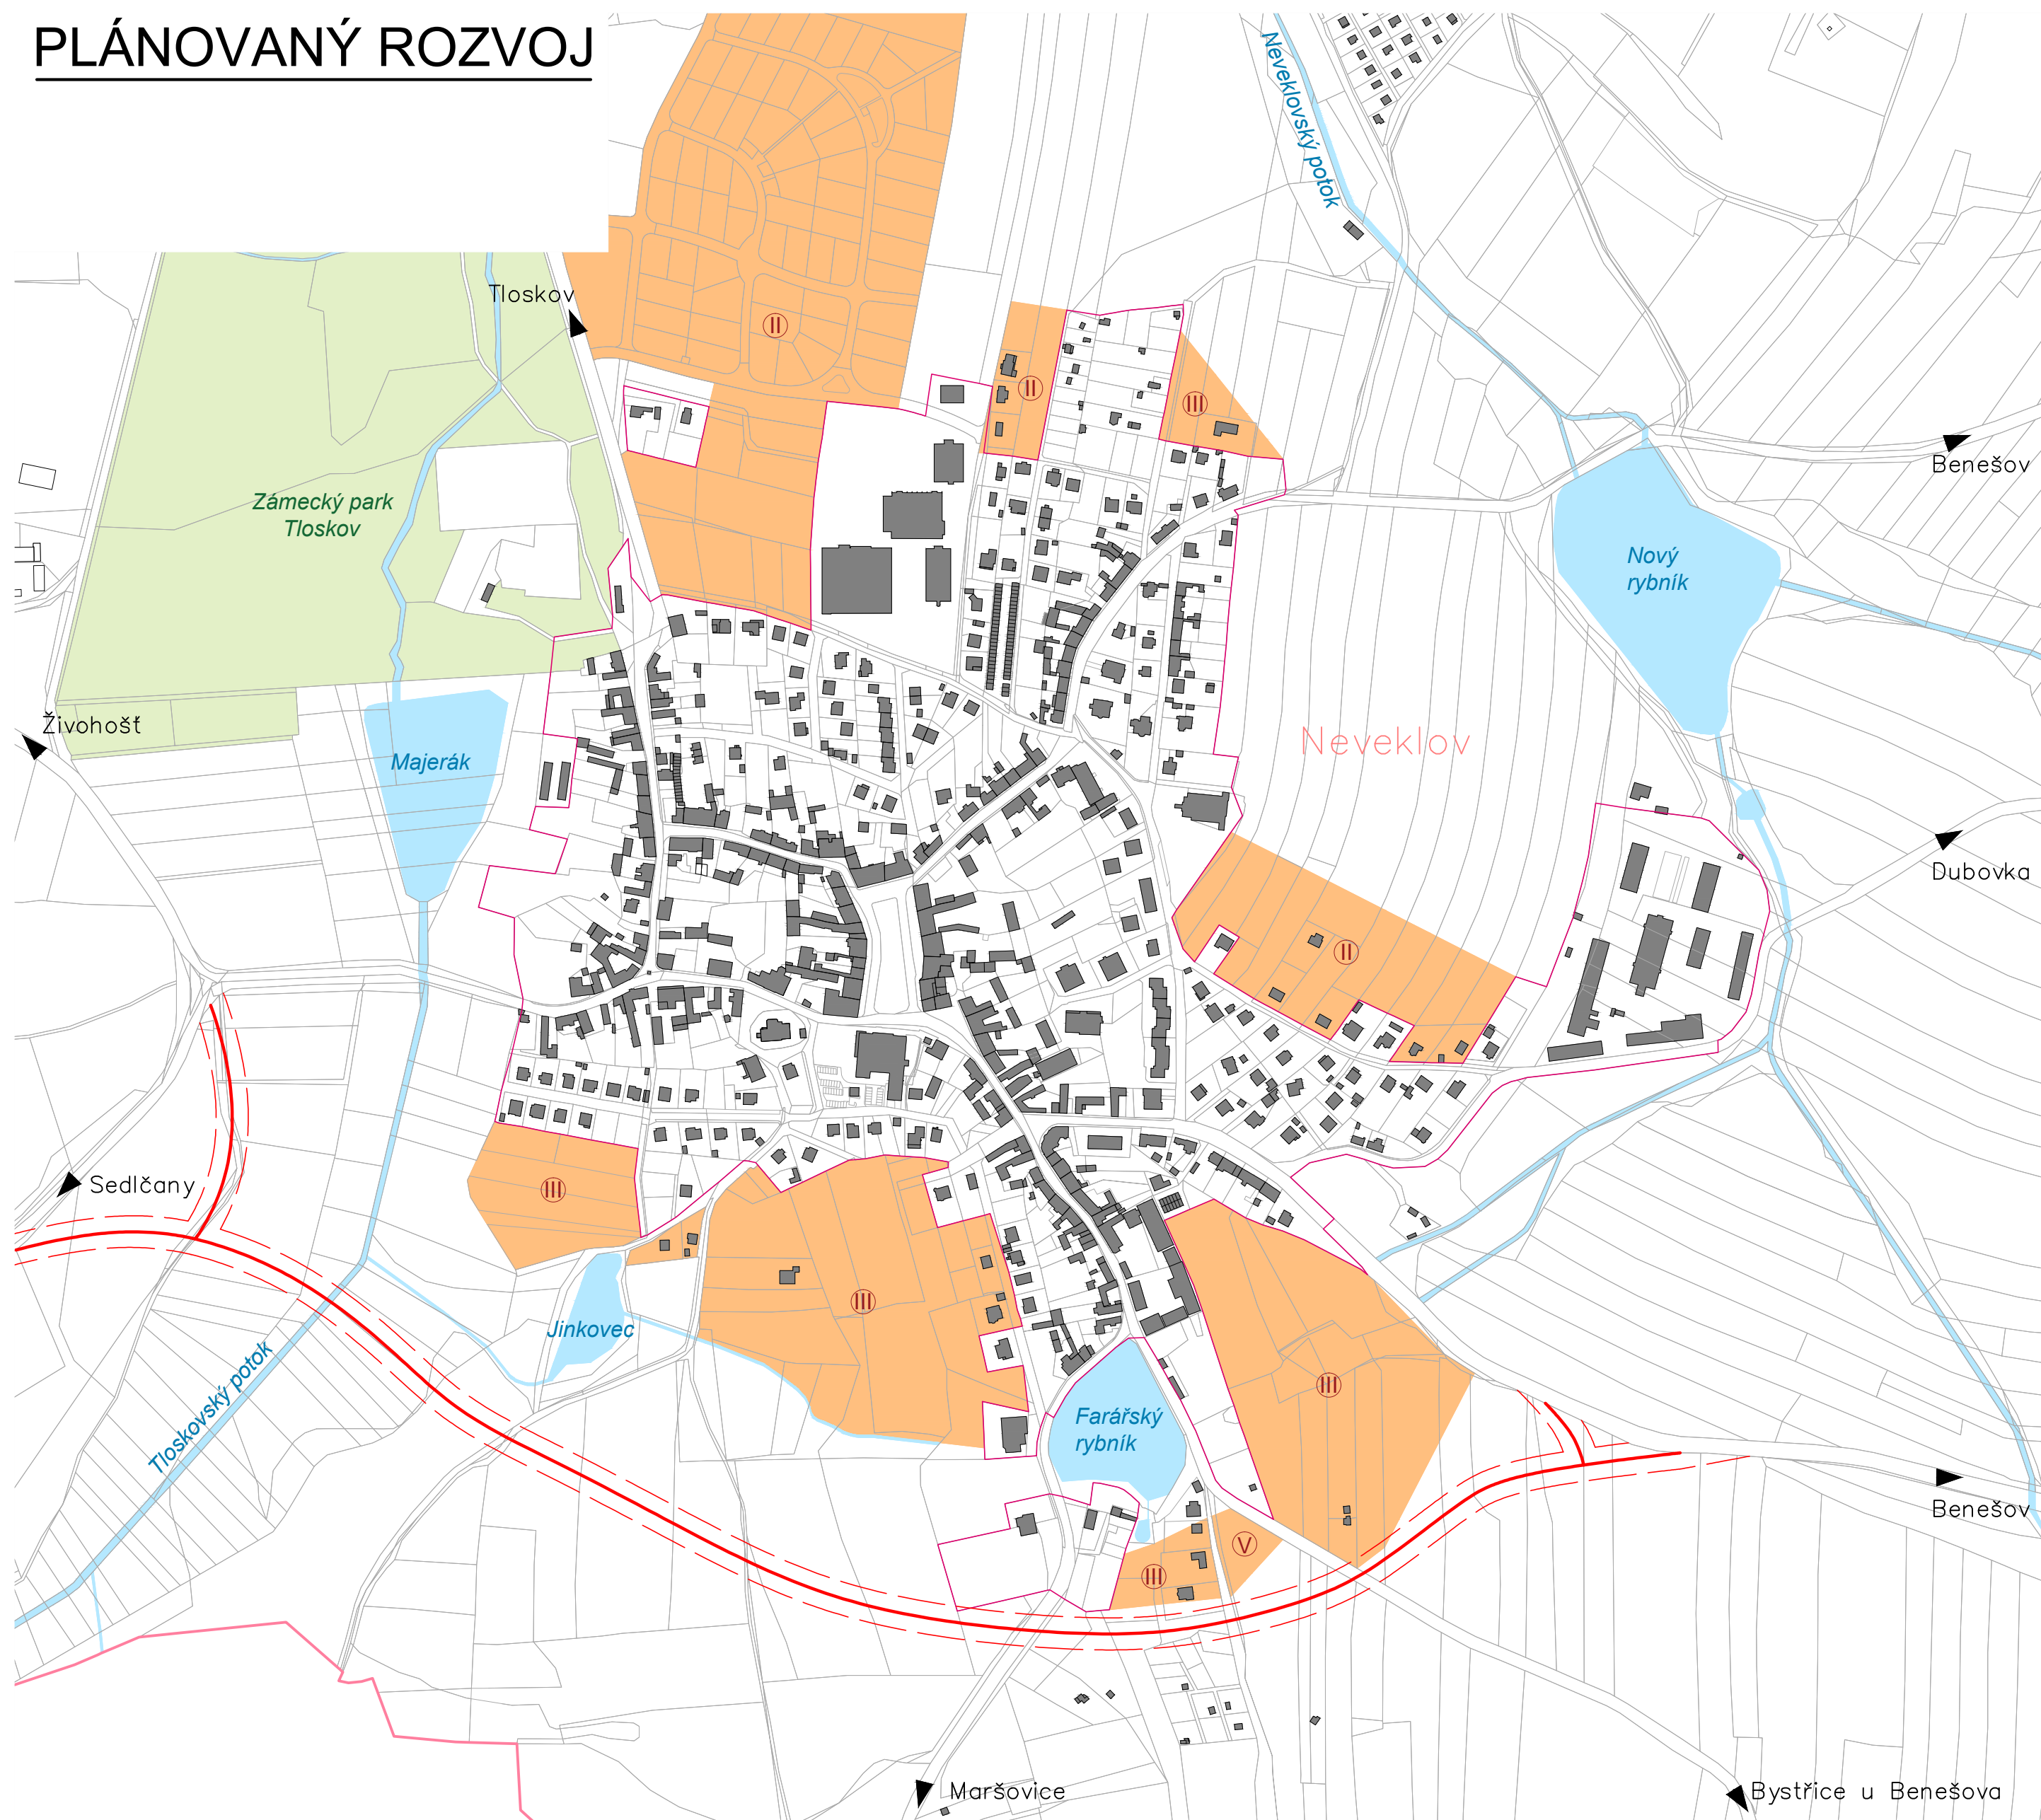 PLÁNOVANÝ ROZVOJ
Neveklovský potok
Tloskov
II
II
III
Benešov
Zámecký park
Tloskov
Nový
rybník
Živohošť
Majerák
Neveklov
Dubovka
II
Sedlčany
III
III
Jinkovec
Tloskovský potok
III
Farářský
rybník
Benešov
V
III
Maršovice
Bystřice u Benešova